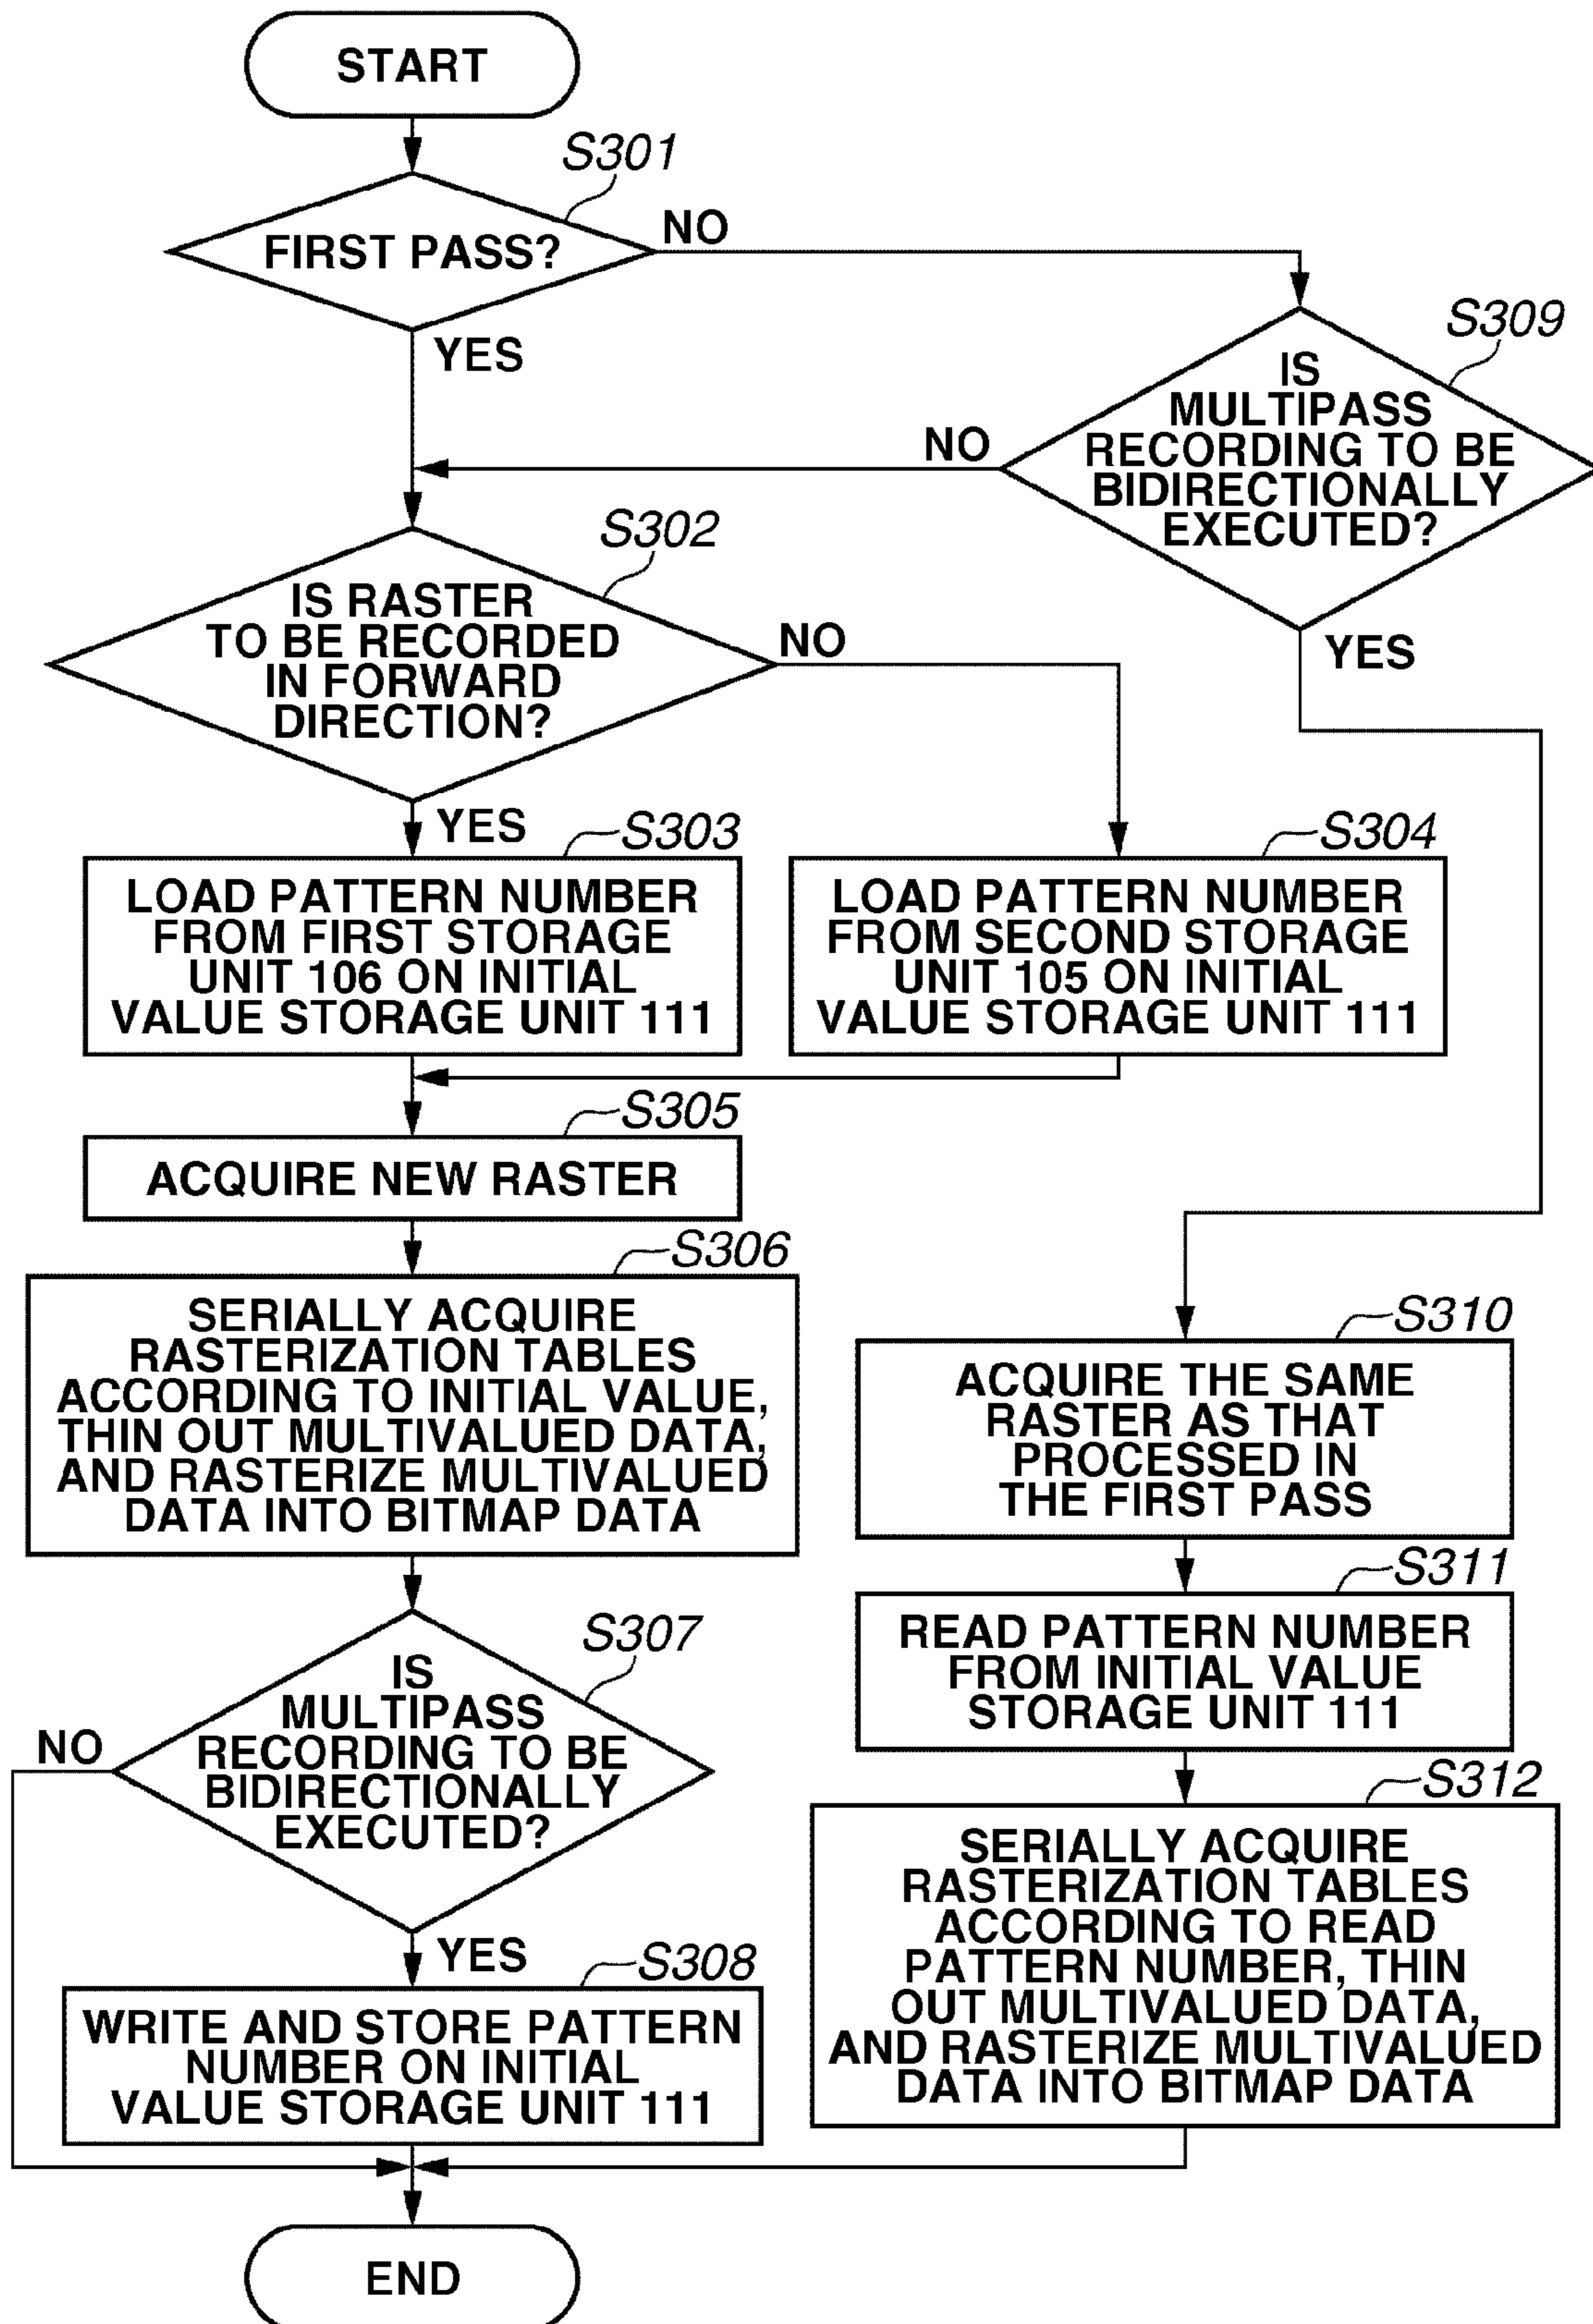 START
S301
FIRST PASS?
NO
YES
S309
IS
MULTIPASS
RECORDING TO BE
BIDIRECTIONALLY
EXECUTED?
NO
YES
S302
IS RASTER
TO BE RECORDED
IN FORWARD
DIRECTION?
NO
YES
S303
LOAD PATTERN NUMBER
FROM FIRST STORAGE
UNIT 106 ON INITIAL
VALUE STORAGE UNIT 111
S304
LOAD PATTERN NUMBER
FROM SECOND STORAGE
UNIT 105 ON INITIAL
VALUE STORAGE UNIT 111
S305
ACQUIRE NEW RASTER
S306
SERIALLY ACQUIRE
RASTERIZATION TABLES
ACCORDING TO INITIAL VALUE,
THIN OUT MULTIVALUED DATA,
AND RASTERIZE MULTIVALUED
DATA INTO BITMAP DATA
S307
IS
MULTIPASS
RECORDING TO BE
BIDIRECTIONALLY
EXECUTED?
NO
YES
S308
WRITE AND STORE PATTERN
NUMBER ON INITIAL
VALUE STORAGE UNIT 111
S310
ACQUIRE THE SAME
RASTER AS THAT
PROCESSED IN
THE FIRST PASS
S311
READ PATTERN NUMBER
FROM INITIAL VALUE
STORAGE UNIT 111
S312
SERIALLY ACQUIRE
RASTERIZATION TABLES
ACCORDING TO READ
PATTERN NUMBER, THIN
OUT MULTIVALUED DATA,
AND RASTERIZE MULTIVALUED
DATA INTO BITMAP DATA
END